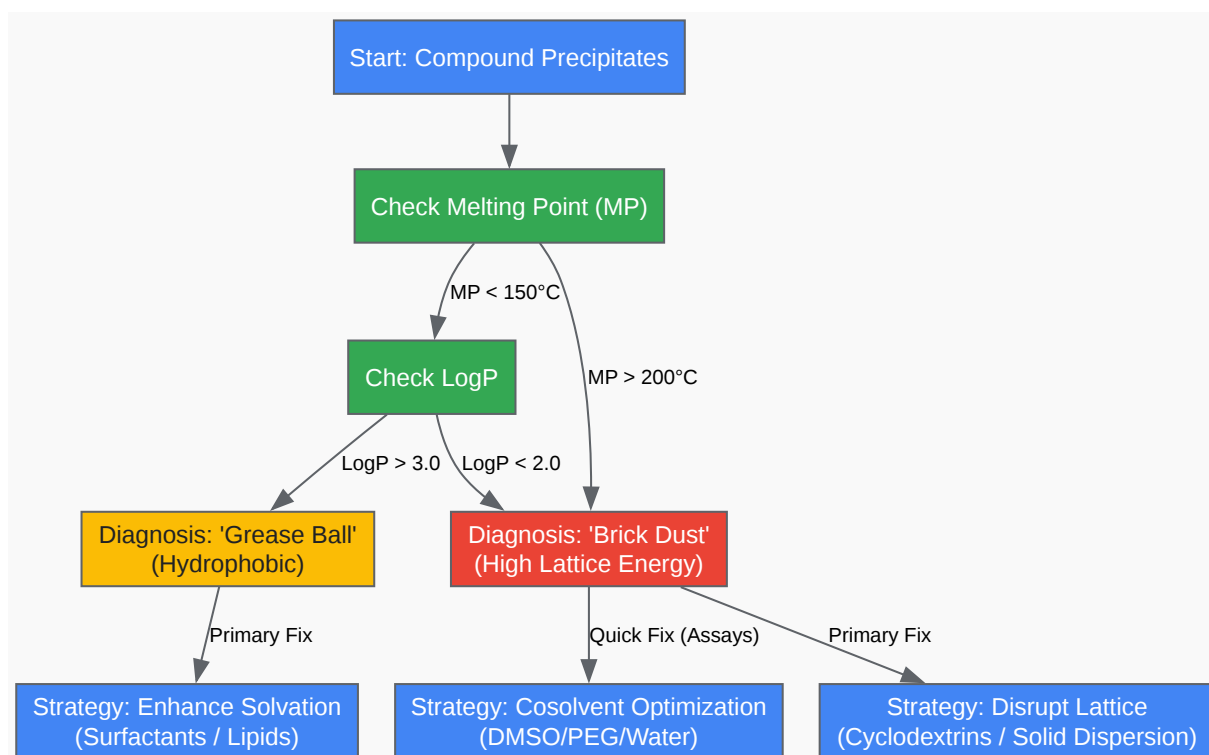 Start: Compound Precipitates
Check Melting Point (MP)
MP < 150°C
Check LogP
MP > 200°C
LogP > 3.0
LogP < 2.0
Diagnosis: 'Grease Ball'
(Hydrophobic)
Diagnosis: 'Brick Dust'
(High Lattice Energy)
Primary Fix
Quick Fix (Assays)
Primary Fix
Strategy: Enhance Solvation
(Surfactants / Lipids)
Strategy: Cosolvent Optimization
(DMSO/PEG/Water)
Strategy: Disrupt Lattice
(Cyclodextrins / Solid Dispersion)